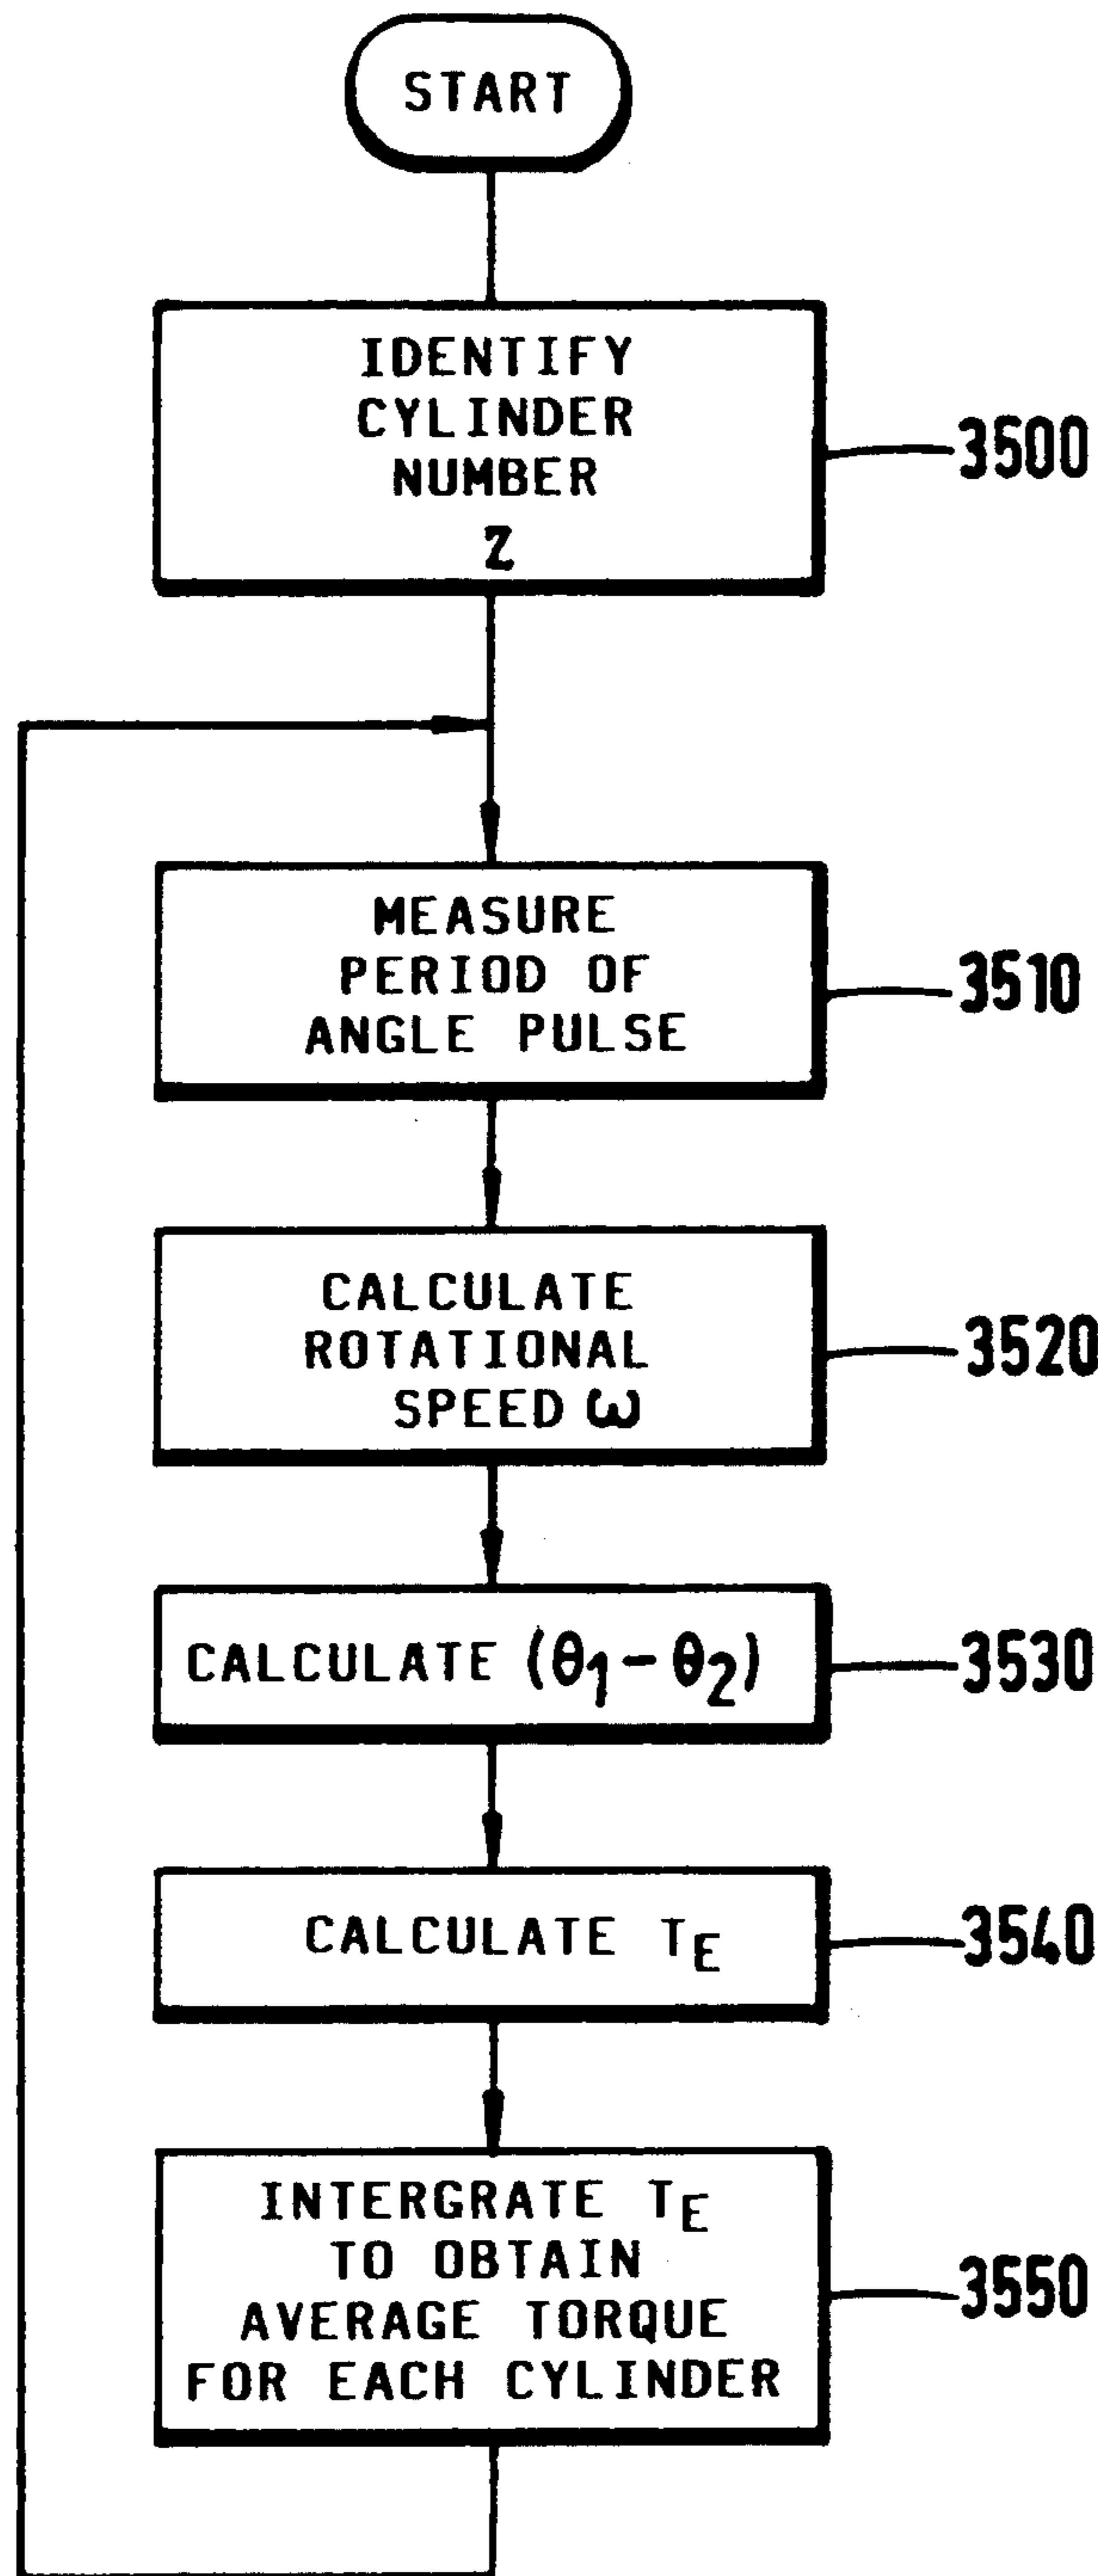 START
IDENTIFY
CYLINDER
NUMBER
Z
3500
MEASURE
PERIOD OF
ANGLE PULSE
3510
CALCULATE
ROTATIONAL
SPEED ω
3520
CALCULATE (θ1 - θ2)
3530
CALCULATE TE
3540
INTERGRATE TE
TO OBTAIN
AVERAGE TORQUE
FOR EACH CYLINDER
3550